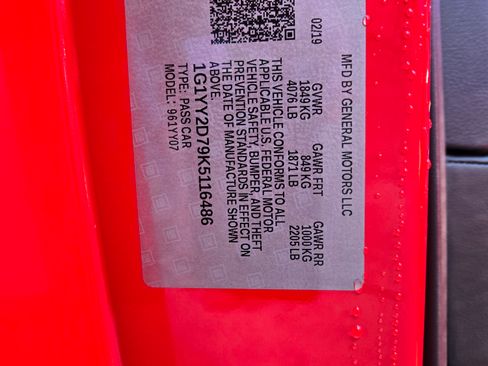 MFD BY GENERAL MOTORS LLC
02/19 GVWR GAWR FRT GAWR RR
1849 KG 849 KG 1000 KG
4076 LB 1871 LB 2205 LB
THIS VEHICLE CONFORMS TO ALL
APPLICABLE U.S. FEDERAL MOTOR
VEHICLE SAFETY, BUMPER, AND THEFT
PREVENTION STANDARDS IN EFFECT ON
THE DATE OF MANUFACTURE SHOWN
ABOVE.
1G1YY2D79K5116486
TYPE: PASS CAR
MODEL: 961YY07